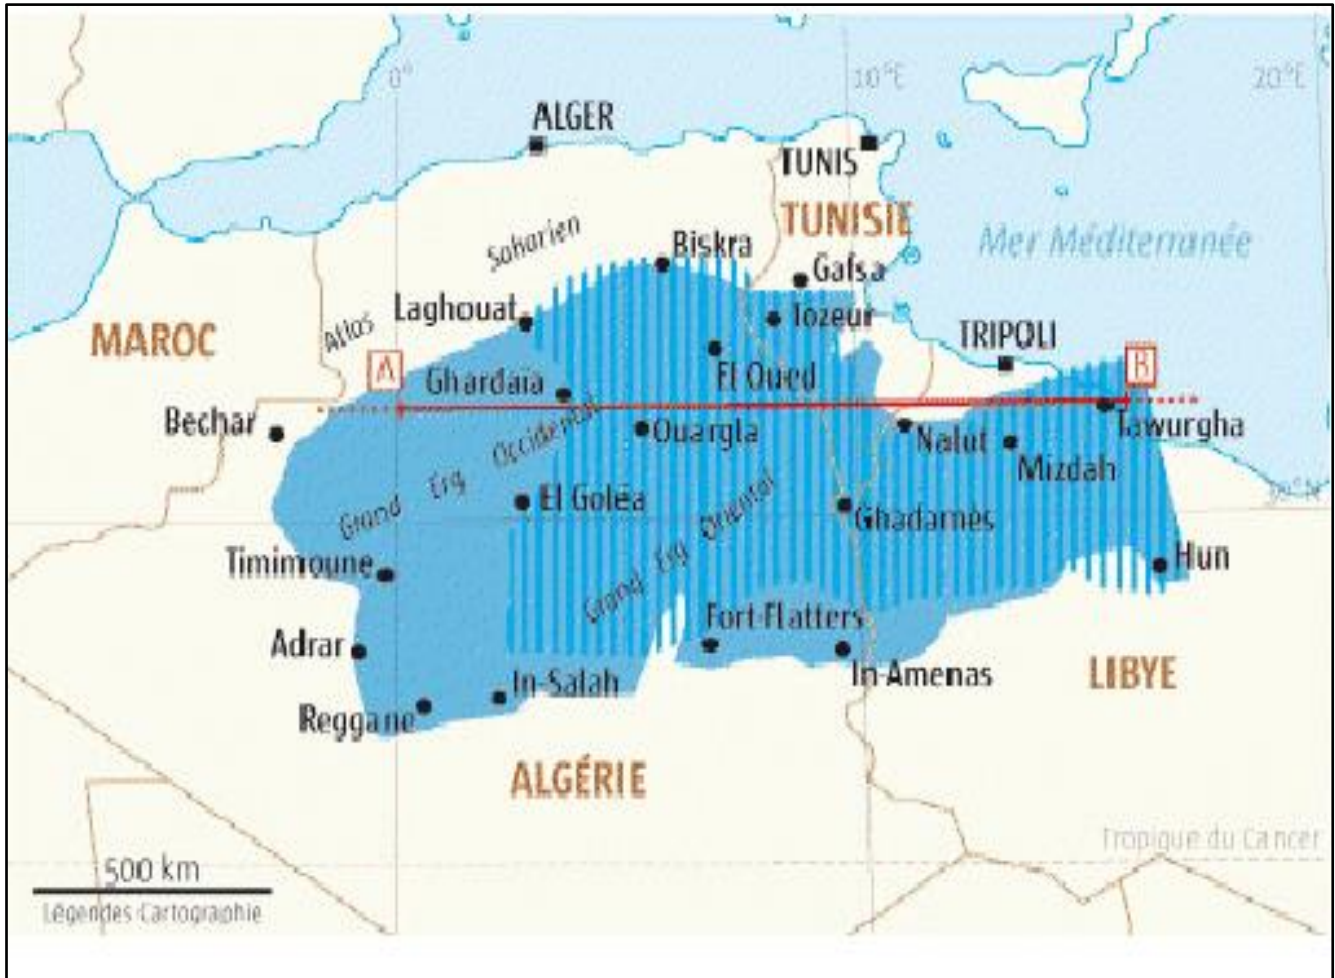 0°
10°E
20°E
ALGER
TUNIS
TUNISIE
Saharien
Biskra
Mer Méditerranée
Gafsa
Laghouat
Tozeur
Atlas
MAROC
TRIPOLI
A
B
Ghardaïa
El Oued
Bechar
Occidental
Ouargla
Nalut
Tawurgha
Mizdah
Erg
Grand
El Goléa
Oriental
Ghadamès
Timimoune
Erg
Grand
Hun
Fort-Flatters
Adrar
In-Salah
In-Amenas
LIBYE
Reggane
ALGÉRIE
Tropique du Cancer
500 km
Légendes Cartographie